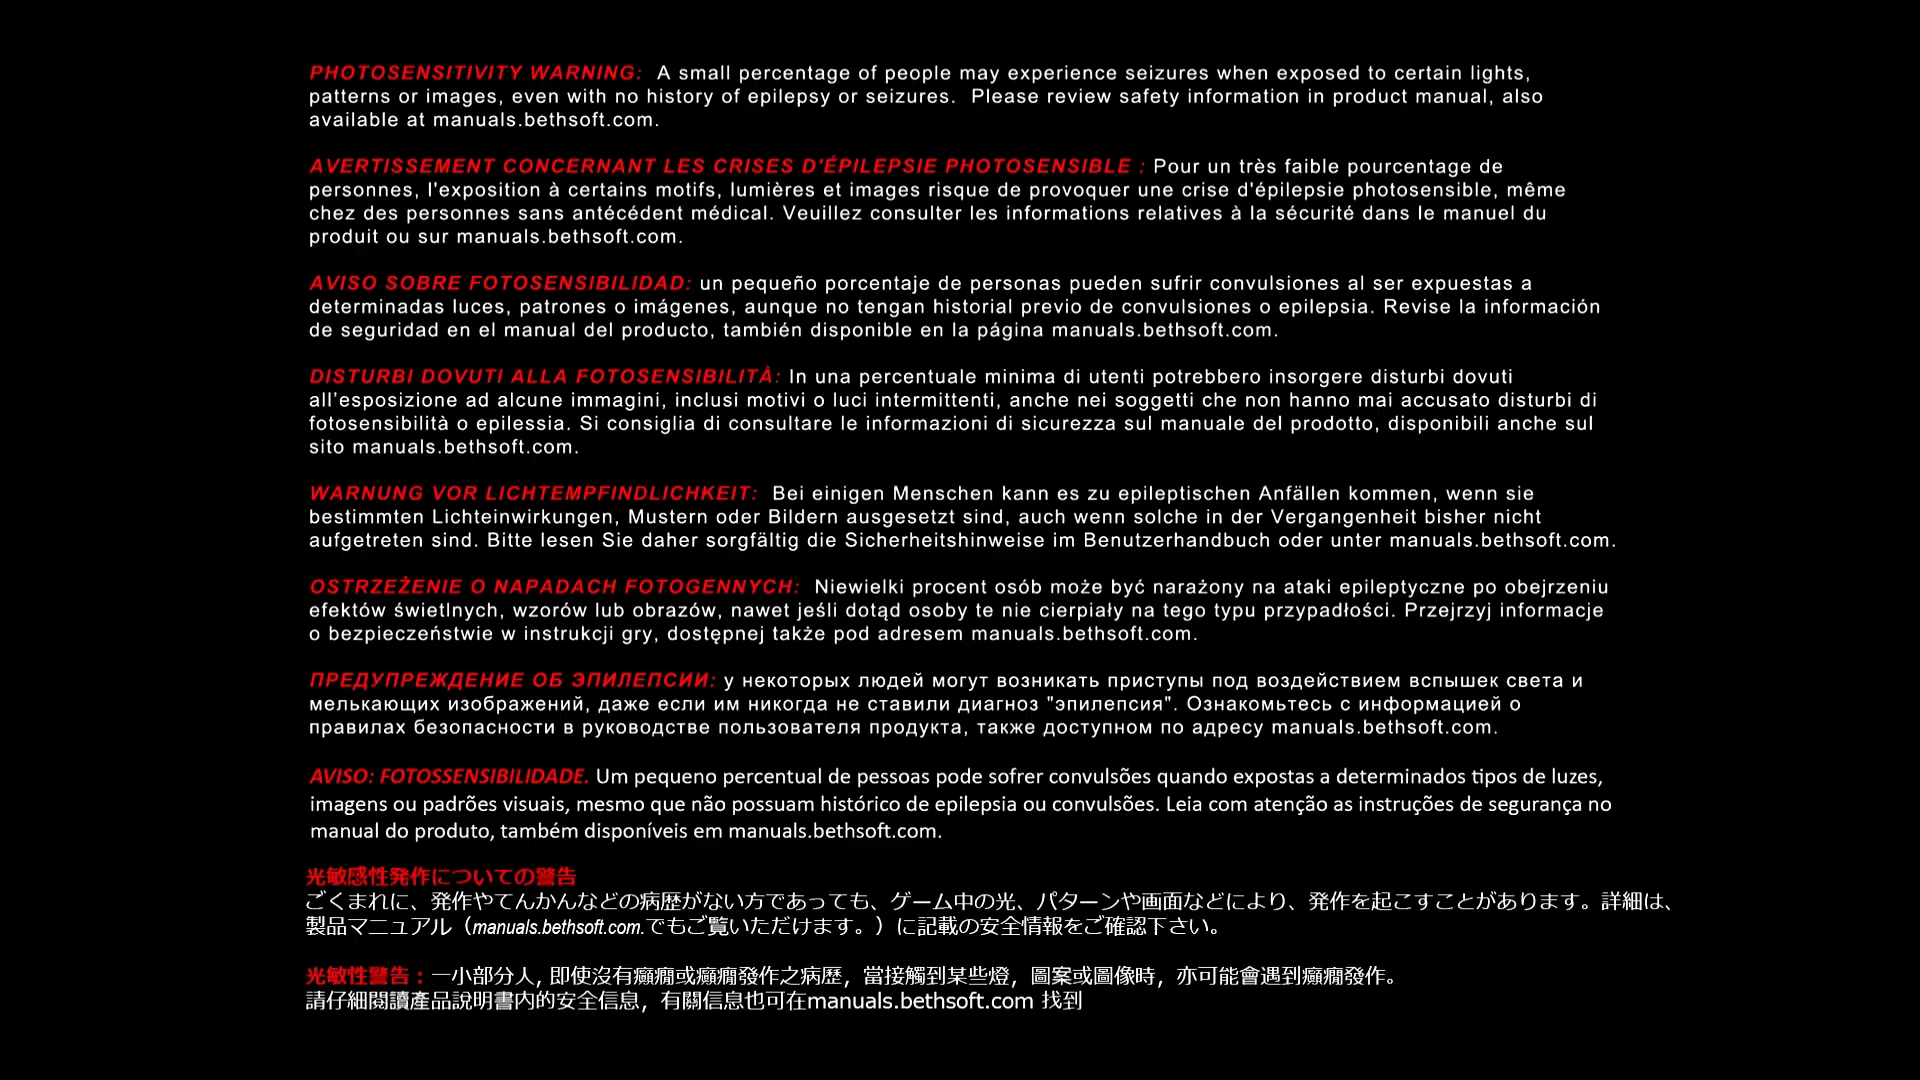 PHOTOSENSITIVITY WARNING: A small percentage of people may experience seizures when exposed to certain lights,
patterns or images, even with no history of epilepsy or seizures. Please review safety information in product manual, also
available at manuals.bethsoft.com.
AVERTISSEMENT CONCERNANT LES CRISES D'ÉPILEPSIE PHOTOSENSIBLE : Pour un très faible pourcentage de
personnes, l'exposition à certains motifs, lumières et images risque de provoquer une crise d'épilepsie photosensible, même
chez des personnes sans antécédent médical. Veuillez consulter les informations relatives à la sécurité dans le manuel du
produit ou sur manuals.bethsoft.com.
AVISO SOBRE FOTOSENSIBILIDAD: un pequeño porcentaje de personas pueden sufrir convulsiones al ser expuestas a
determinadas luces, patrones o imágenes, aunque no tengan historial previo de convulsiones o epilepsia. Revise la información
de seguridad en el manual del producto, también disponible en la página manuals.bethsoft.com.
DISTURBI DOVUTI ALLA FOTOSENSIBILITÀ: In una percentuale minima di utenti potrebbero insorgere disturbi dovuti
all'esposizione ad alcune immagini, inclusi motivi o luci intermittenti, anche nei soggetti che non hanno mai accusato disturbi di
fotosensibilità o epilessia. Si consiglia di consultare le informazioni di sicurezza sul manuale del prodotto, disponibili anche sul
sito manuals.bethsoft.com.
WARNUNG VOR LICHTEMPFINDLICHKEIT: Bei einigen Menschen kann es zu epileptischen Anfällen kommen, wenn sie
bestimmten Lichteinwirkungen, Mustern oder Bildern ausgesetzt sind, auch wenn solche in der Vergangenheit bisher nicht
aufgetreten sind. Bitte lesen Sie daher sorgfältig die Sicherheitshinweise im Benutzerhandbuch oder unter manuals.bethsoft.com.
OSTRZEŻENIE O NAPADACH FOTOGENNYCH: Niewielki procent osób może być narażony na ataki epileptyczne po obejrzeniu
efektów świetlnych, wzorów lub obrazów, nawet jeśli dotąd osoby te nie cierpiały na tego typu przypadłości. Przejrzyj informacje
o bezpieczeństwie w instrukcji gry, dostępnej także pod adresem manuals.bethsoft.com.
ПРЕДУПРЕЖДЕНИЕ ОБ ЭПИЛЕПСИИ: у некоторых людей могут возникать приступы под воздействием вспышек света и
мелькающих изображений, даже если им никогда не ставили диагноз "эпилепсия". Ознакомьтесь с информацией о
правилах безопасности в руководстве пользователя продукта, также доступном по адресу manuals.bethsoft.com.
AVISO: FOTOSSENSIBILIDADE. Um pequeno percentual de pessoas pode sofrer convulsões quando expostas a determinados tipos de luzes,
imagens ou padrões visuais, mesmo que não possuam histórico de epilepsia ou convulsões. Leia com atenção as instruções de segurança no
manual do produto, também disponíveis em manuals.bethsoft.com.
光敏感性発作についての警告
ごくまれに、発作やてんかんなどの病歴がない方であっても、ゲーム中の光、パターンや画面などにより、発作を起こすことがあります。詳細は、
製品マニュアル（manuals.bethsoft.com.でもご覧いただけます。）に記載の安全情報をご確認下さい。
光敏性警告：一小部分人, 即使沒有癲癇或癲癇發作之病歷，當接觸到某些燈，圖案或圖像時，亦可能會遇到癲癇發作。
請仔細閱讀產品說明書內的安全信息，有關信息也可在manuals.bethsoft.com 找到